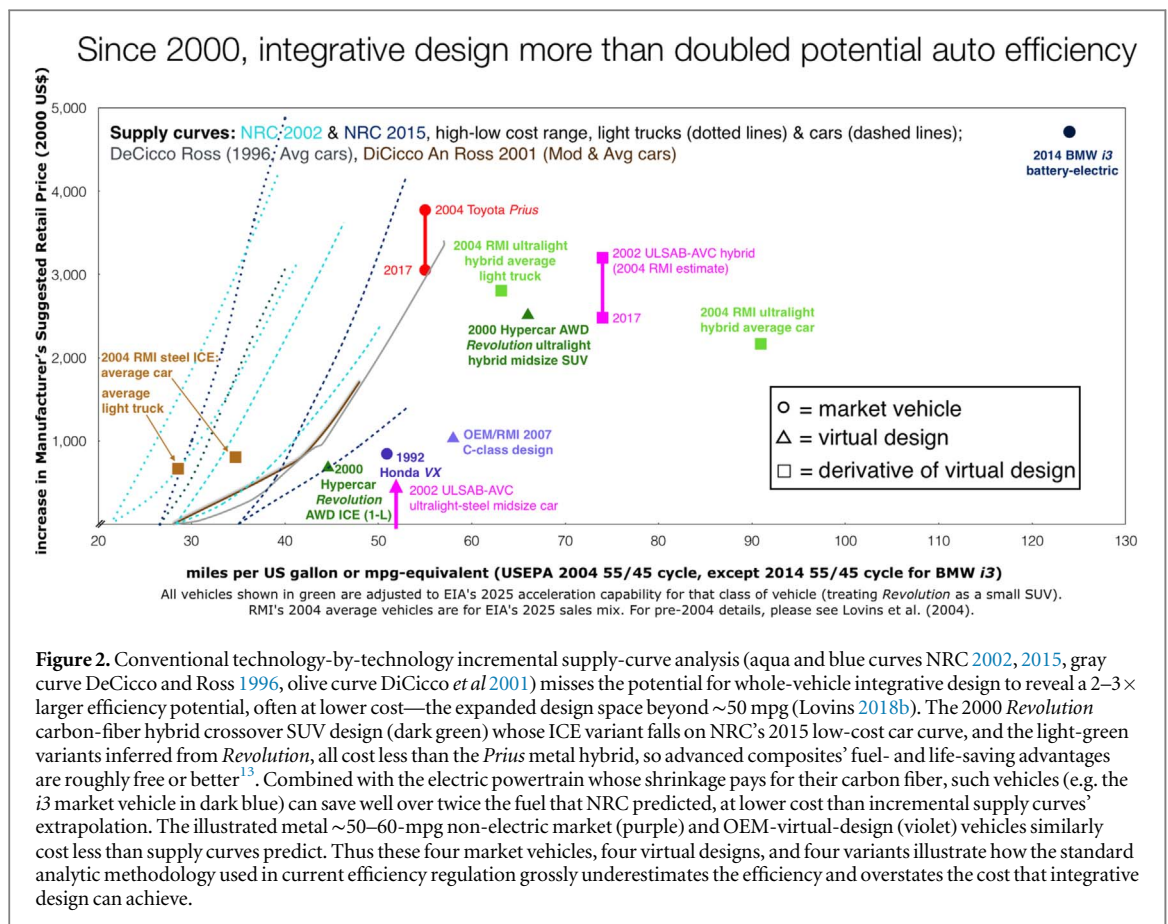 Since 2000, integrative design more than doubled potential auto efficiency
increase in Manufacturer's Suggested Retail Price (2000 US$)
5,000
4,000
3,000
2,000
1,000
Supply curves: NRC 2002 & NRC 2015, high-low cost range, light trucks (dotted lines) & cars (dashed lines);
DeCicco Ross (1996, Avg cars), DiCicco An Ross 2001 (Mod & Avg cars)
2014 BMW i3
battery-electric
2004 Toyota Prius
2017
2004 RMI ultralight
hybrid average
light truck
2002 ULSAB-AVC hybrid
(2004 RMI estimate)
2017
2000 Hypercar AWD
Revolution ultralight
hybrid midsize SUV
2004 RMI ultralight
hybrid average car
2004 RMI steel ICE:
average car
average
light truck
OEM/RMI 2007
C-class design
1992
Honda VX
2000
Hypercar
Revolution
AWD ICE (1-L)
2002 ULSAB-AVC
ultralight-steel midsize car
= market vehicle
= virtual design
= derivative of virtual design
20 30 40 50 60 70 80 90 100 110 120 130
miles per US gallon or mpg-equivalent (USEPA 2004 55/45 cycle, except 2014 55/45 cycle for BMW i3)
All vehicles shown in green are adjusted to EIA's 2025 acceleration capability for that class of vehicle (treating Revolution as a small SUV).
RMI's 2004 average vehicles are for EIA's 2025 sales mix. For pre-2004 details, please see Lovins et al. (2004).
Figure 2. Conventional technology-by-technology incremental supply-curve analysis (aqua and blue curves NRC 2002, 2015, gray
curve DeCicco and Ross 1996, olive curve DiCicco et al 2001) misses the potential for whole-vehicle integrative design to reveal a 2–3×
larger efficiency potential, often at lower cost—the expanded design space beyond ~50 mpg (Lovins 2018b). The 2000 Revolution
carbon-fiber hybrid crossover SUV design (dark green) whose ICE variant falls on NRC's 2015 low-cost car curve, and the light-green
variants inferred from Revolution, all cost less than the Prius metal hybrid, so advanced composites' fuel- and life-saving advantages
are roughly free or better13. Combined with the electric powertrain whose shrinkage pays for their carbon fiber, such vehicles (e.g. the
i3 market vehicle in dark blue) can save well over twice the fuel that NRC predicted, at lower cost than incremental supply curves'
extrapolation. The illustrated metal ~50–60-mpg non-electric market (purple) and OEM-virtual-design (violet) vehicles similarly
cost less than supply curves predict. Thus these four market vehicles, four virtual designs, and four variants illustrate how the standard
analytic methodology used in current efficiency regulation grossly underestimates the efficiency and overstates the cost that integrative
design can achieve.